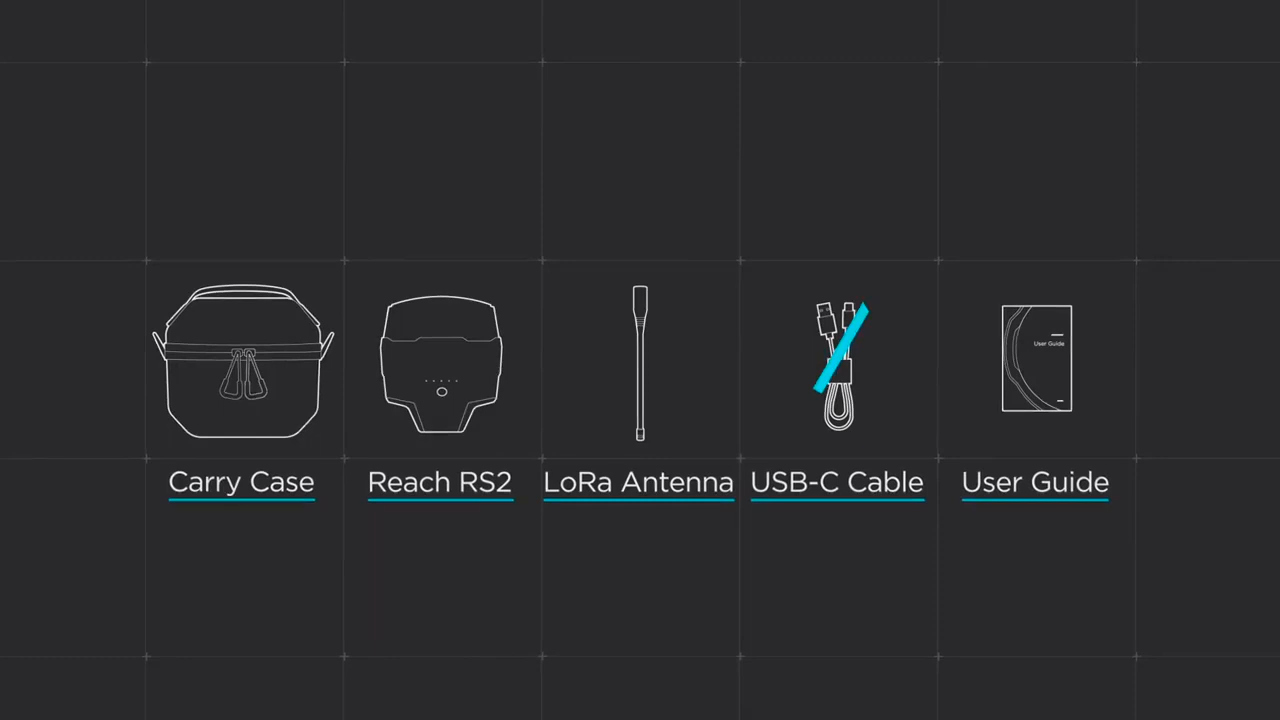 User Guide
Carry Case
Reach RS2
LoRa Antenna
USB-C Cable
User Guide